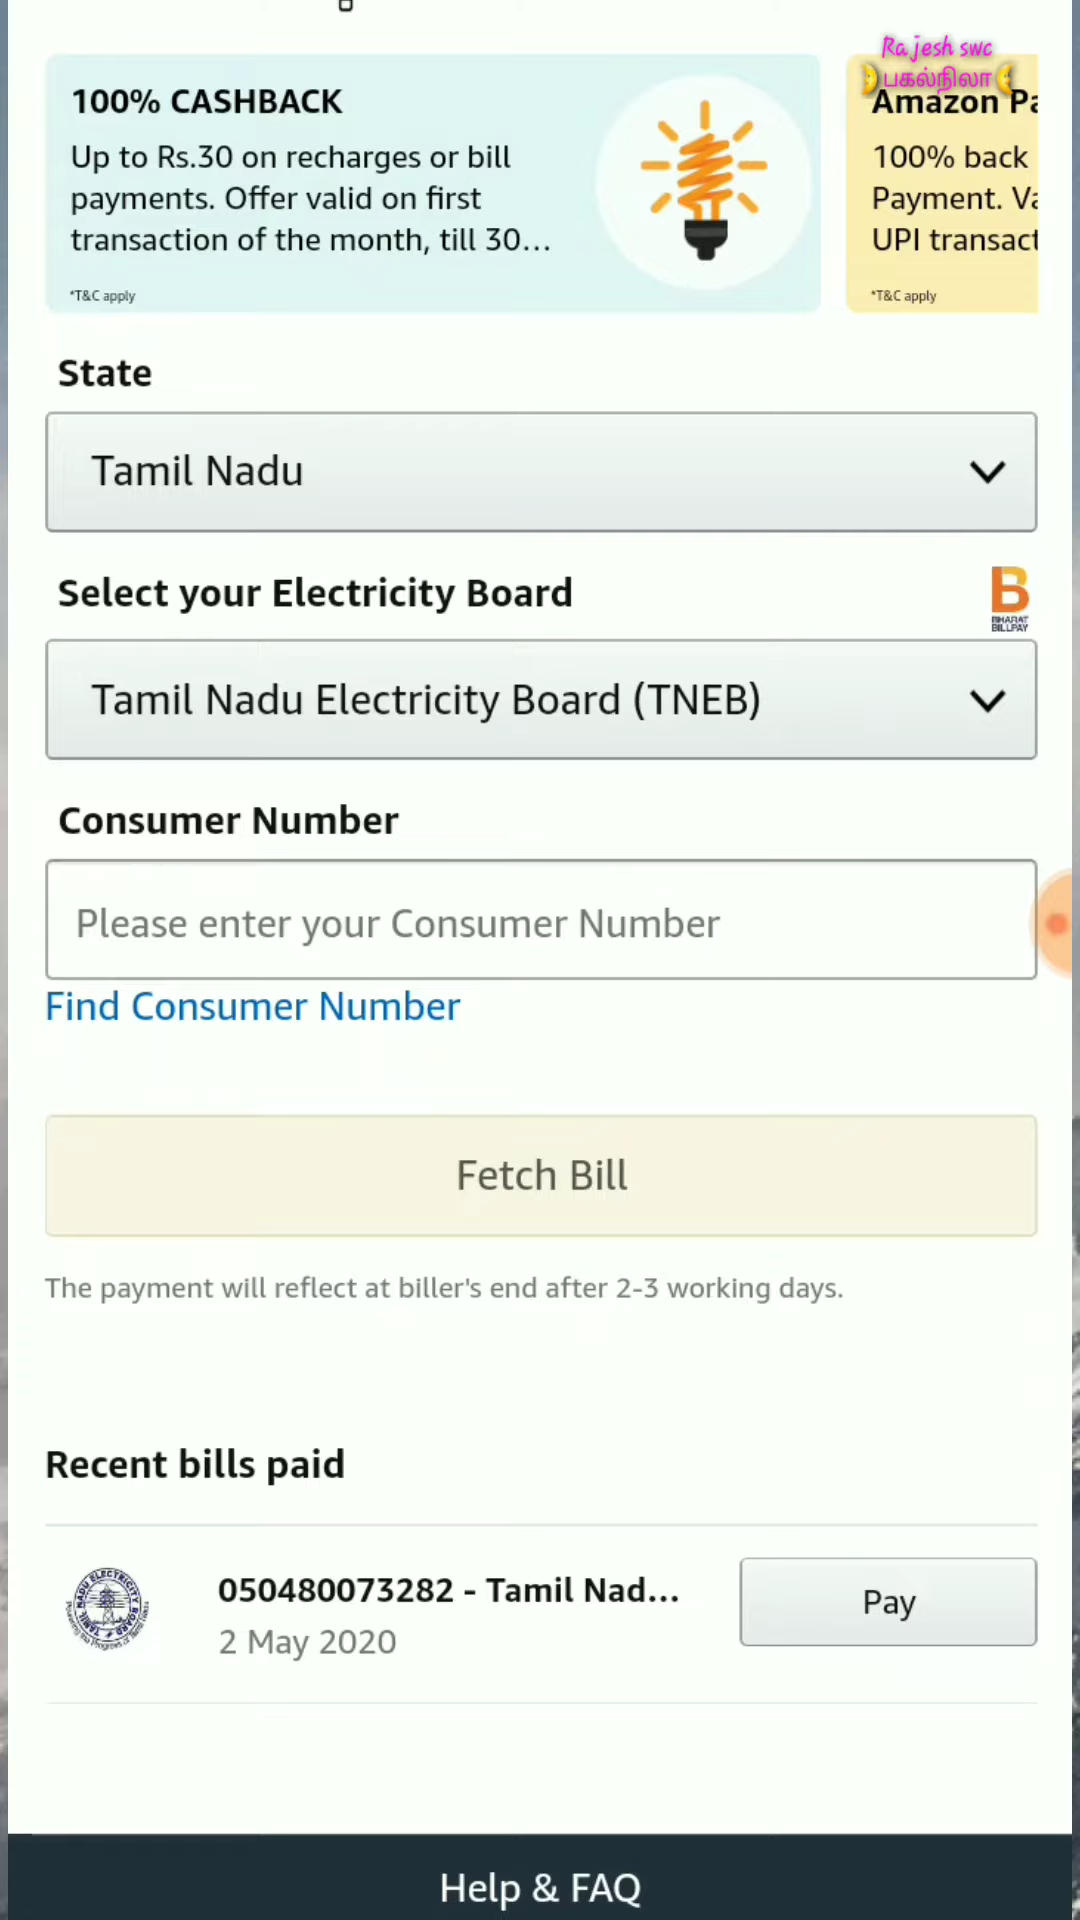 Rajesh swc
பகல்நிலா
100% CASHBACK
Up to Rs.30 on recharges or bill
payments. Offer valid on first
transaction of the month, till 30...
*T&C apply
Amazon Pa
100% back
Payment. Va
UPI transact
*T&C apply
State
Tamil Nadu
Select your Electricity Board
B
BHARAT
BILLPAY
Tamil Nadu Electricity Board (TNEB)
Consumer Number
Please enter your Consumer Number
Find Consumer Number
Fetch Bill
The payment will reflect at biller's end after 2-3 working days.
Recent bills paid
TAMIL NADU ELECTRICITY BOARD
050480073282 - Tamil Nad...
2 May 2020
Pay
Help & FAQ